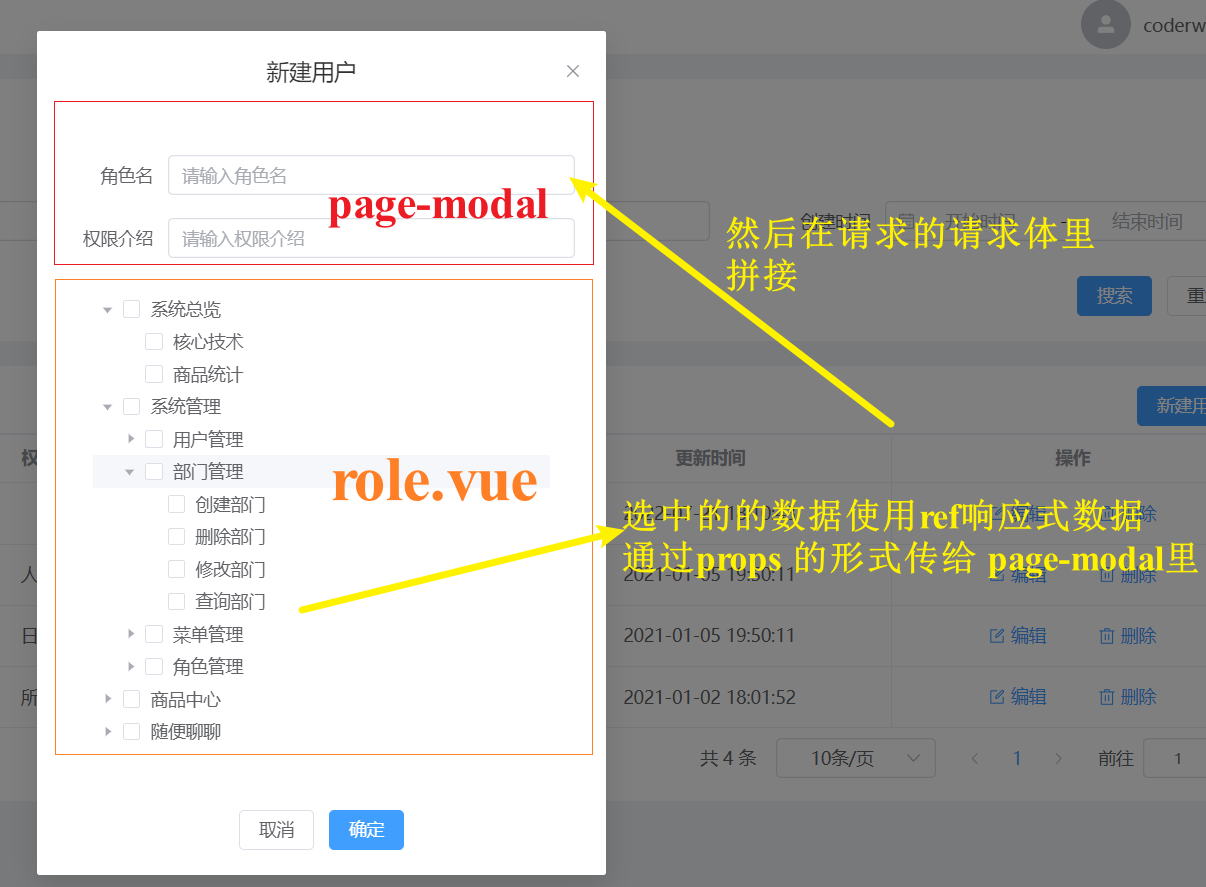 coderw
新建用户
角色名
请输入角色名
page-modal
权限介绍
请输入权限介绍
创建时间
开始时间
-
结束时间
然后在请求的请求体里
拼接
搜索
重
系统总览
核心技术
商品统计
系统管理
用户管理
部门管理
创建部门
删除部门
修改部门
查询部门
菜单管理
角色管理
商品中心
随便聊聊
role.vue
新建用
权
更新时间
操作
选中的的数据使用ref响应式数据
通过props 的形式传给 page-modal里
编辑
删除
人
2021-01-05 19:50:11
编辑
删除
日
2021-01-05 19:50:11
编辑
删除
所
2021-01-02 18:01:52
编辑
删除
共 4 条
10条/页
1
前往
1
取消
确定